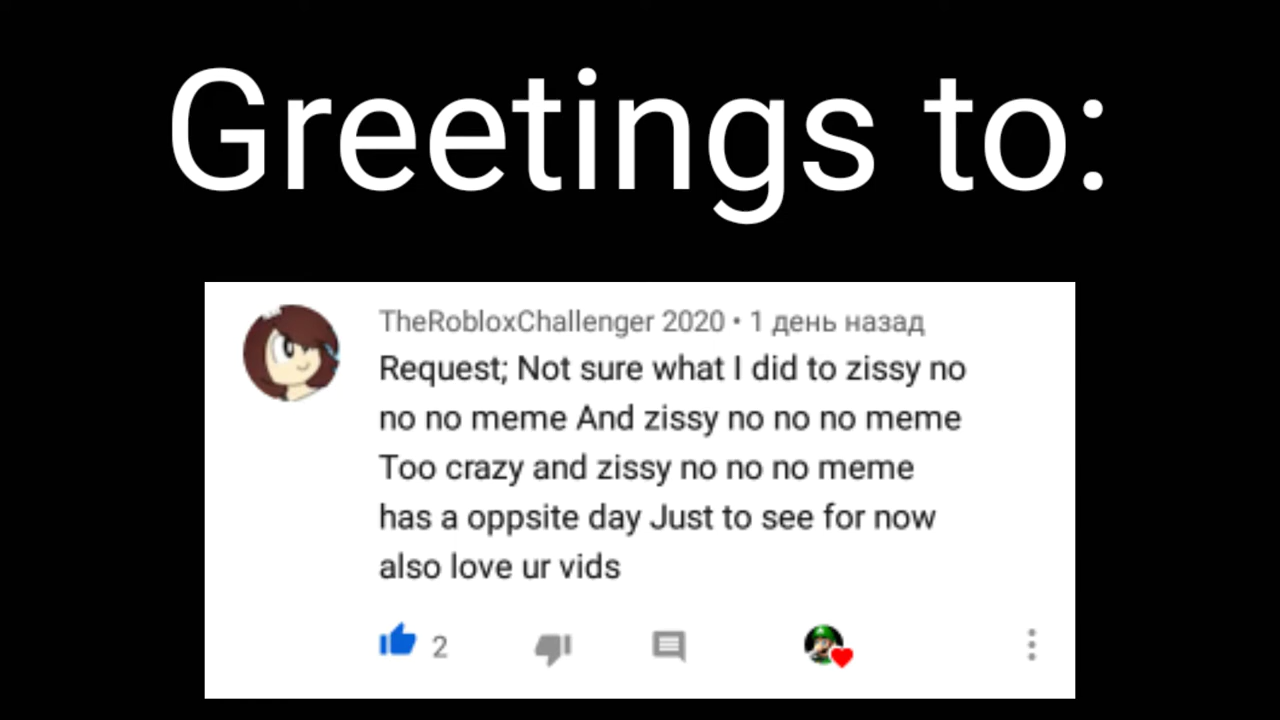 Greetings to:
TheRobloxChallenger 2020 • 1 день назад
Request; Not sure what I did to zissy no
no no meme And zissy no no no meme
Too crazy and zissy no no no meme
has a oppsite day Just to see for now
also love ur vids
2